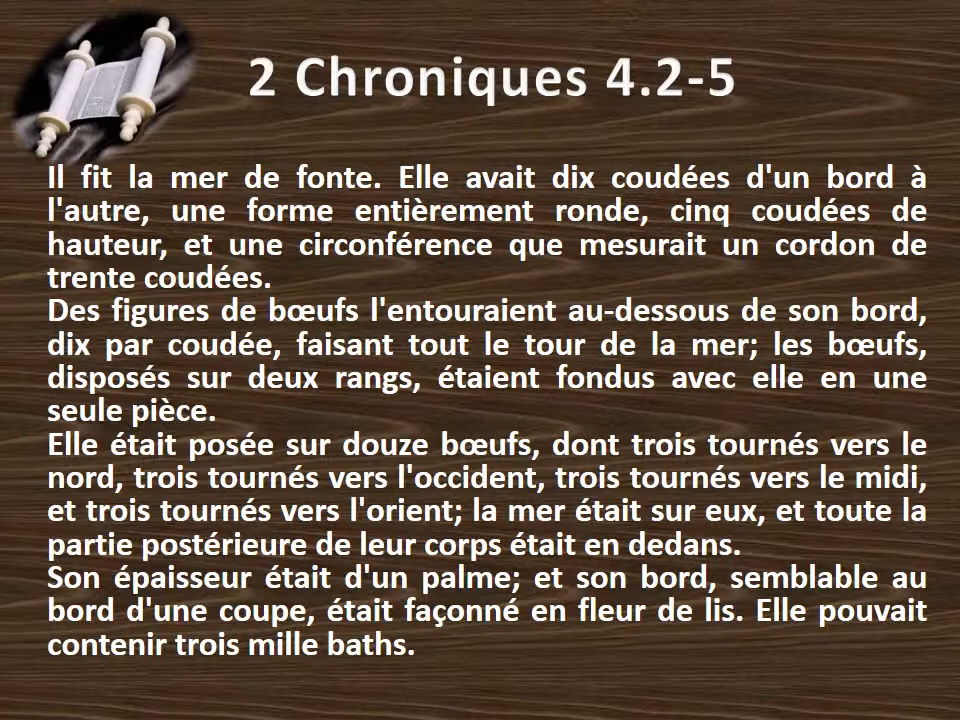 2 Chroniques 4.2-5
Il fit la mer de fonte. Elle avait dix coudées d'un bord à
l'autre, une forme entièrement ronde, cinq coudées de
hauteur, et une circonférence que mesurait un cordon de
trente coudées.
Des figures de bœufs l'entouraient au-dessous de son bord,
dix par coudée, faisant tout le tour de la mer; les bœufs,
disposés sur deux rangs, étaient fondus avec elle en une
seule pièce.
Elle était posée sur douze bœufs, dont trois tournés vers le
nord, trois tournés vers l'occident, trois tournés vers le midi,
et trois tournés vers l'orient; la mer était sur eux, et toute la
partie postérieure de leur corps était en dedans.
Son épaisseur était d'un palme; et son bord, semblable au
bord d'une coupe, était façonné en fleur de lis. Elle pouvait
contenir trois mille baths.